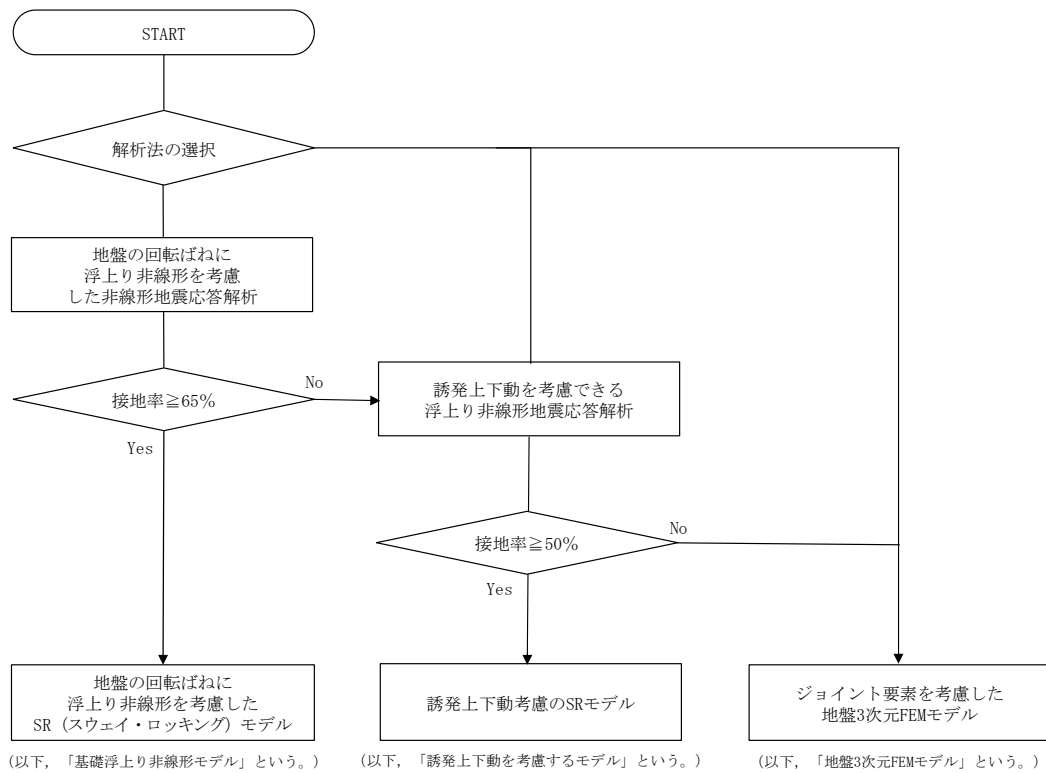 START
解析法の選択
地盤の回転ばねに
浮上り非線形を考慮
した非線形地震応答解析
接地率≧65%
No
Yes
誘発上下動を考慮できる
浮上り非線形地震応答解析
接地率≧50%
No
Yes
地盤の回転ばねに
浮上り非線形を考慮した
SR（スウェイ・ロッキング）モデル
(以下，「基礎浮上り非線形モデル」という。)
誘発上下動考慮のSRモデル
(以下，「誘発上下動を考慮するモデル」という。)
ジョイント要素を考慮した
地盤3次元FEMモデル
(以下，「地盤3次元FEMモデル」という。)